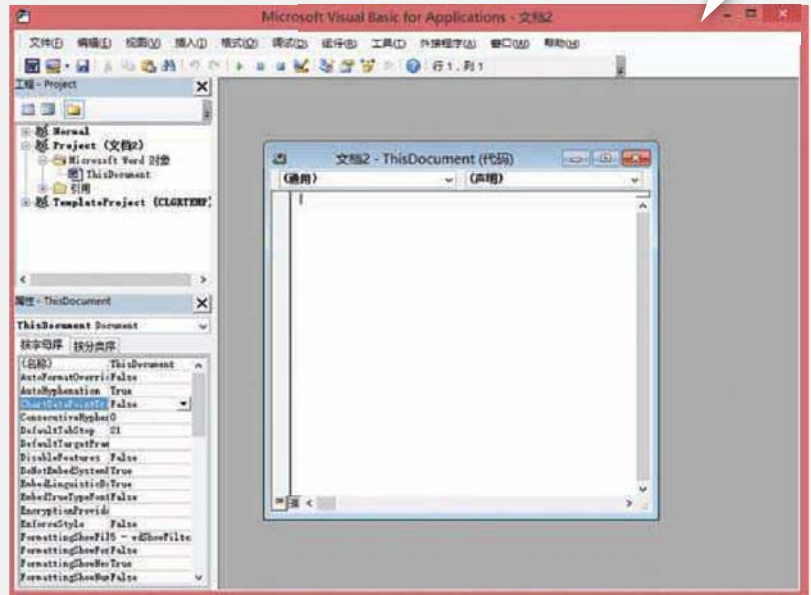 Microsoft Visual Basic for Applications - 文档2
文件(F) 编辑(E) 视图(V) 插入(I) 格式(O) 调试(D) 运行(R) 工具(T) 外接程序(A) 窗口(W) 帮助(H)
行 1, 列 1
工程 - Project
Normal
Project (文档2)
Microsoft Word 对象
ThisDocument
引用
TemplateProject (CLGRTEMP)
文档2 - ThisDocument (代码)
(通用) (声明)
属性 - ThisDocument
ThisDocument Document
按字母序 按分类序
(名称) ThisDocument
AutoFormatOverri False
AutoHyphenation True
ChartDataPointTr False
ConsecutiveHypher 0
DefaultTabStop 21
DefaultTargetFram
DisableFeatures False
DoNotEmbedSystemF True
EmbedLinguisticDa True
EmbedTrueTypeFont False
EncryptionProvide
EnforceStyle False
FormattingShowFil 5 - wdShowFilte
FormattingShowFor False
FormattingShowNex True
FormattingShowNum False